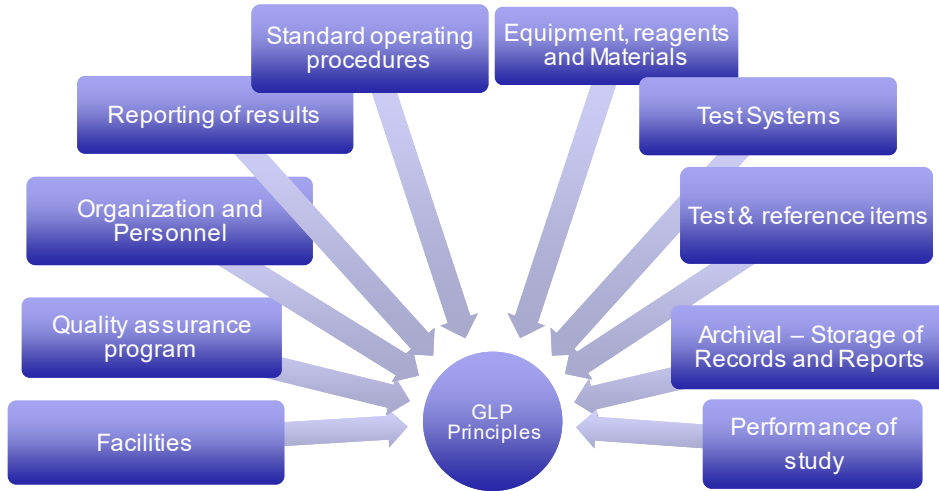 Standard operating
procedures
Equipment, reagents
and Materials
Reporting of results
Test Systems
Organization and
Personnel
Test & reference items
Quality assurance
program
Archival – Storage of
Records and Reports
Facilities
GLP
Principles
Performance of
study